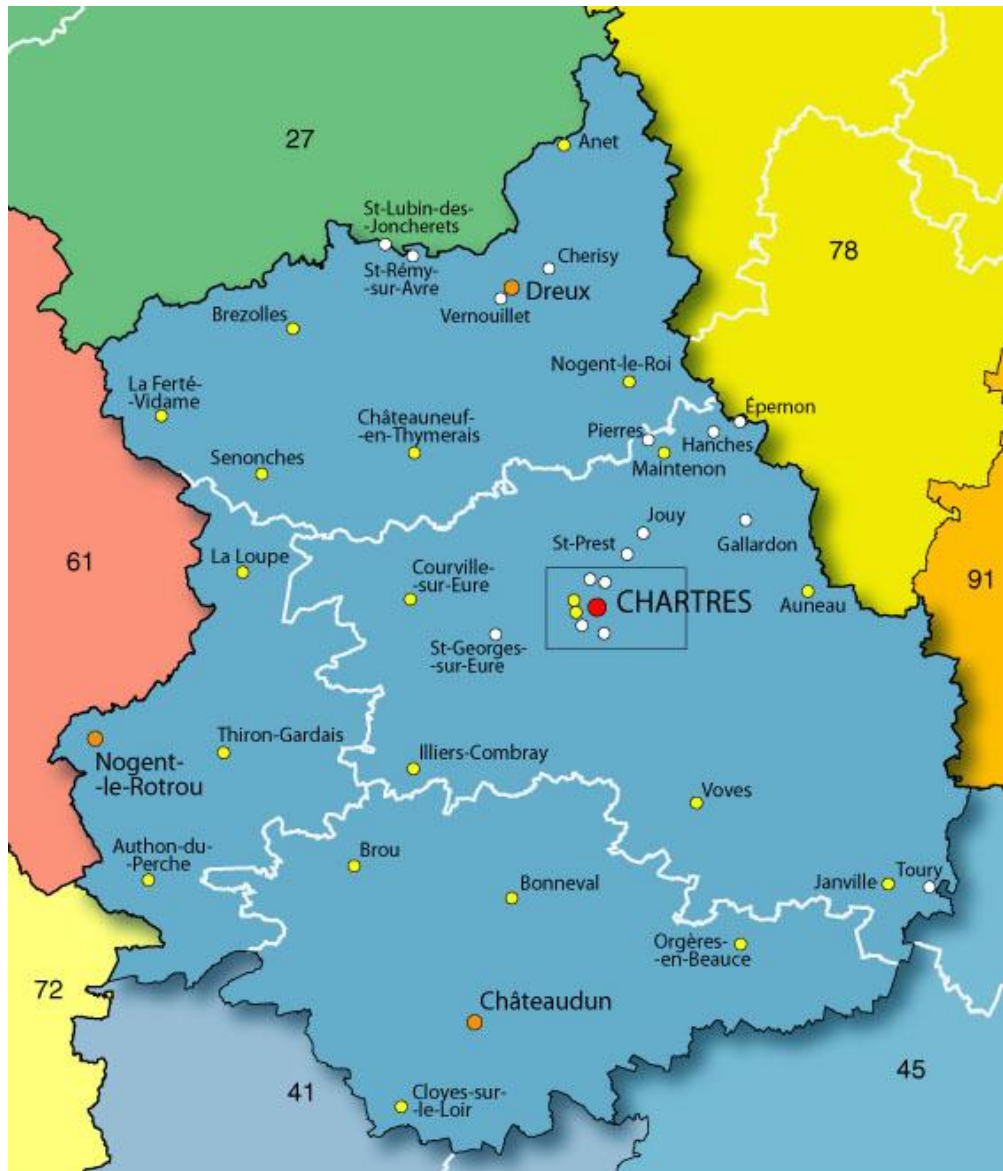 27
Anet
St-Lubin-des-
-Joncherets
78
Cherisy
St-Rémy-
-sur-Avre
Dreux
Vernouillet
Brezolles
Nogent-le-Roi
La Ferté-
-Vidame
Épernon
Châteauneuf-
-en-Thymerais
Pierres
Hanches
Senonches
Maintenon
Jouy
Gallardon
St-Prest
La Loupe
61
Courville-
-sur-Eure
91
CHARTRES
Auneau
St-Georges-
-sur-Eure
Thiron-Gardais
Nogent-
-le-Rotrou
Illiers-Combray
Voves
Authon-du-
-Perche
Brou
Toury
Janville
Bonneval
Orgères-
-en-Beauce
72
Châteaudun
45
41
Cloyes-sur-
-le-Loir